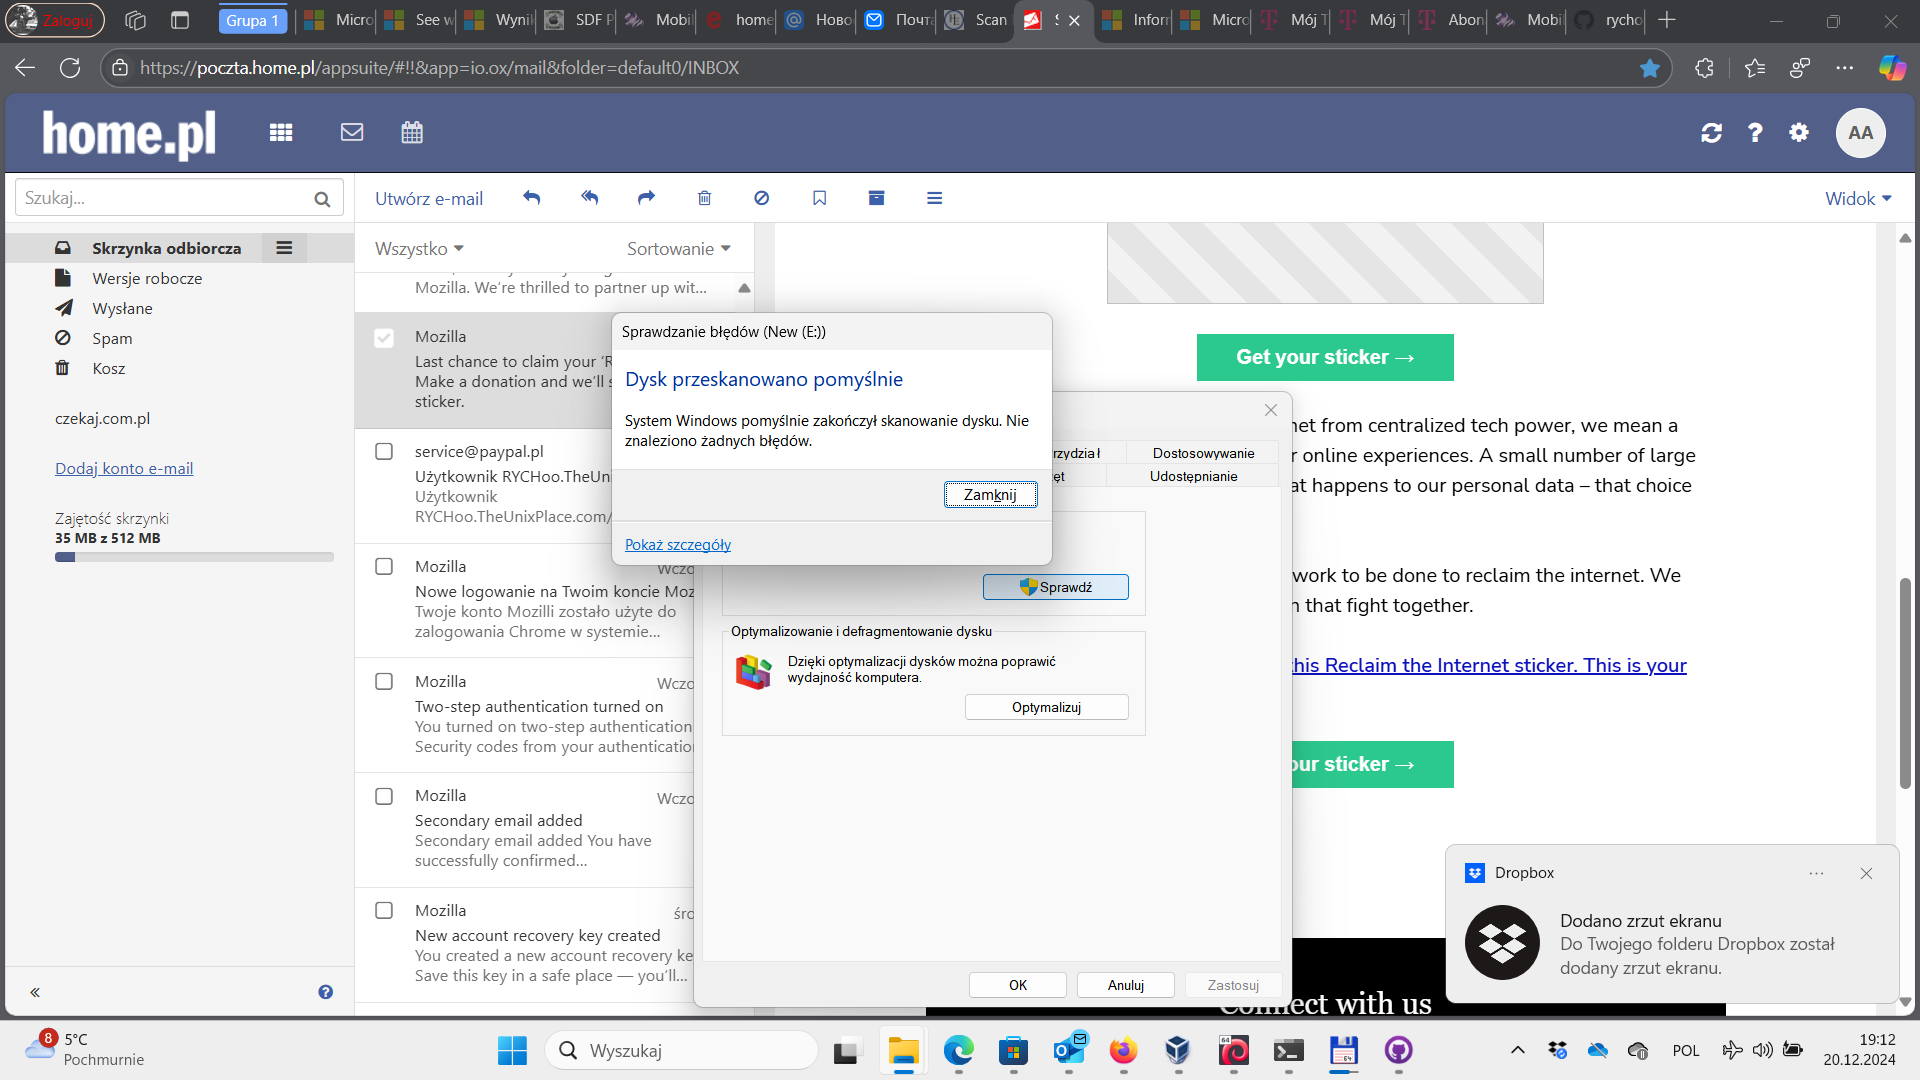 Zaloguj
Grupa 1
Micro
See w
Wynik
SDF P
Mobil
home
Ново
Почта
Scan
Inform
Micro
Mój T
Mój T
Abon
Mobil
rycho
https://poczta.home.pl/appsuite/#!!&app=io.ox/mail&folder=default0/INBOX
home.pl
AA
Szukaj...
Utwórz e-mail
Widok
Skrzynka odbiorcza
Wersje robocze
Wysłane
Spam
Kosz
czekaj.com.pl
Dodaj konto e-mail
Zajętość skrzynki
35 MB z 512 MB
Wszystko
Sortowanie
Mozilla. We're thrilled to partner up wit...
Mozilla
Last chance to claim your 'R
Make a donation and we'll s
sticker.
service@paypal.pl
Użytkownik RYCHoo.TheUni
Użytkownik
RYCHoo.TheUnixPlace.com/
Mozilla
Wczo
Nowe logowanie na Twoim koncie Moz
Twoje konto Mozilli zostało użyte do
zalogowania Chrome w systemie...
Mozilla
Wczo
Two-step authentication turned on
You turned on two-step authentication
Security codes from your authenticatio
Mozilla
Wczo
Secondary email added
Secondary email added You have
successfully confirmed...
Mozilla
śro
New account recovery key created
You created a new account recovery ke
Save this key in a safe place — you'll...
Sprawdzanie błędów (New (E:))
Dysk przeskanowano pomyślnie
System Windows pomyślnie zakończył skanowanie dysku. Nie
znaleziono żadnych błędów.
Zamknij
Pokaż szczegóły
rzydział
Dostosowywanie
ęt
Udostępnianie
Sprawdź
Optymalizowanie i defragmentowanie dysku
Dzięki optymalizacji dysków można poprawić
wydajność komputera.
Optymalizuj
OK
Anuluj
Zastosuj
Get your sticker →
net from centralized tech power, we mean a
r online experiences. A small number of large
at happens to our personal data – that choice
work to be done to reclaim the internet. We
n that fight together.
this Reclaim the Internet sticker. This is your
our sticker →
Connect with us
Dropbox
Dodano zrzut ekranu
Do Twojego folderu Dropbox został
dodany zrzut ekranu.
8
5°C
Pochmurnie
Wyszukaj
64
64
POL
19:12
20.12.2024